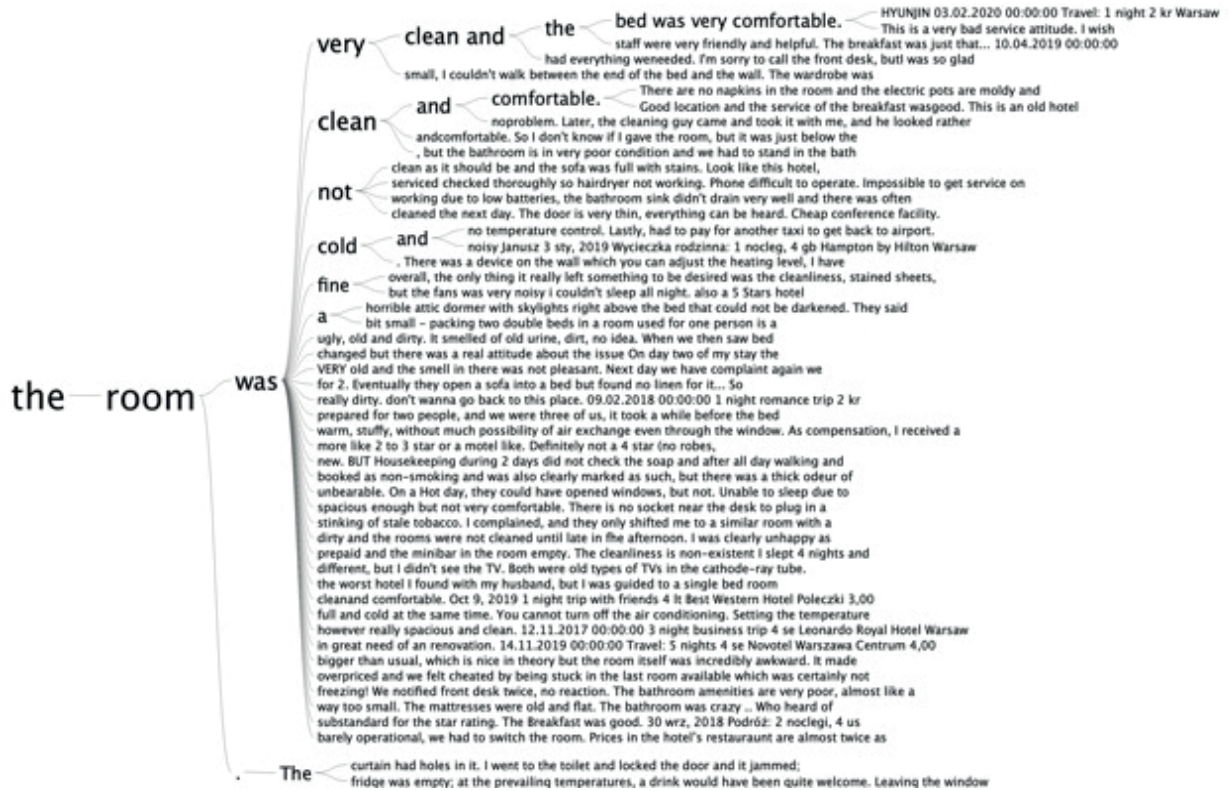 the room
was
very
clean and
the
bed was very comfortable.
HYUNJIN 03.02.2020 00:00:00 Travel: 1 night 2 kr Warsaw
This is a very bad service attitude. I wish
staff were very friendly and helpful. The breakfast was just that... 10.04.2019 00:00:00
had everything weneeded. I'm sorry to call the front desk, butI was so glad
small, I couldn't walk between the end of the bed and the wall. The wardrobe was
clean
and
comfortable.
There are no napkins in the room and the electric pots are moldy and
Good location and the service of the breakfast wasgood. This is an old hotel
noproblem. Later, the cleaning guy came and took it with me, and he looked rather
andcomfortable. So I don't know if I gave the room, but it was just below the
, but the bathroom is in very poor condition and we had to stand in the bath
not
clean as it should be and the sofa was full with stains. Look like this hotel,
serviced checked thoroughly so hairdryer not working. Phone difficult to operate. Impossible to get service on
working due to low batteries, the bathroom sink didn't drain very well and there was often
cleaned the next day. The door is very thin, everything can be heard. Cheap conference facility.
cold
and
no temperature control. Lastly, had to pay for another taxi to get back to airport.
noisy Janusz 3 sty, 2019 Wycieczka rodzinna: 1 nocleg, 4 gb Hampton by Hilton Warsaw
. There was a device on the wall which you can adjust the heating level, I have
fine
overall, the only thing it really left something to be desired was the cleanliness, stained sheets,
but the fans was very noisy i couldn't sleep all night. also a 5 Stars hotel
a
horrible attic dormer with skylights right above the bed that could not be darkened. They said
bit small - packing two double beds in a room used for one person is a
ugly, old and dirty. It smelled of old urine, dirt, no idea. When we then saw bed
changed but there was a real attitude about the issue On day two of my stay the
VERY old and the smell in there was not pleasant. Next day we have complaint again we
for 2. Eventually they open a sofa into a bed but found no linen for it... So
really dirty. don't wanna go back to this place. 09.02.2018 00:00:00 1 night romance trip 2 kr
prepared for two people, and we were three of us, it took a while before the bed
warm, stuffy, without much possibility of air exchange even through the window. As compensation, I received a
more like 2 to 3 star or a motel like. Definitely not a 4 star (no robes,
new. BUT Housekeeping during 2 days did not check the soap and after all day walking and
booked as non-smoking and was also clearly marked as such, but there was a thick odeur of
unbearable. On a Hot day, they could have opened windows, but not. Unable to sleep due to
spacious enough but not very comfortable. There is no socket near the desk to plug in a
stinking of stale tobacco. I complained, and they only shifted me to a similar room with a
dirty and the rooms were not cleaned until late in fhe afternoon. I was clearly unhappy as
prepaid and the minibar in the room empty. The cleanliness is non-existent I slept 4 nights and
different, but I didn't see the TV. Both were old types of TVs in the cathode-ray tube.
the worst hotel I found with my husband, but I was guided to a single bed room
cleanand comfortable. Oct 9, 2019 1 night trip with friends 4 lt Best Western Hotel Poleczki 3,00
full and cold at the same time. You cannot turn off the air conditioning. Setting the temperature
however really spacious and clean. 12.11.2017 00:00:00 3 night business trip 4 se Leonardo Royal Hotel Warsaw
in great need of an renovation. 14.11.2019 00:00:00 Travel: 5 nights 4 se Novotel Warszawa Centrum 4,00
bigger than usual, which is nice in theory but the room itself was incredibly awkward. It made
overpriced and we felt cheated by being stuck in the last room available which was certainly not
freezing! We notified front desk twice, no reaction. The bathroom amenities are very poor, almost like a
way too small. The mattresses were old and flat. The bathroom was crazy .. Who heard of
substandard for the star rating. The Breakfast was good. 30 wrz, 2018 Podróż: 2 noclegi, 4 us
barely operational, we had to switch the room. Prices in the hotel's restauraunt are almost twice as
.
The
curtain had holes in it. I went to the toilet and locked the door and it jammed;
fridge was empty; at the prevailing temperatures, a drink would have been quite welcome. Leaving the window